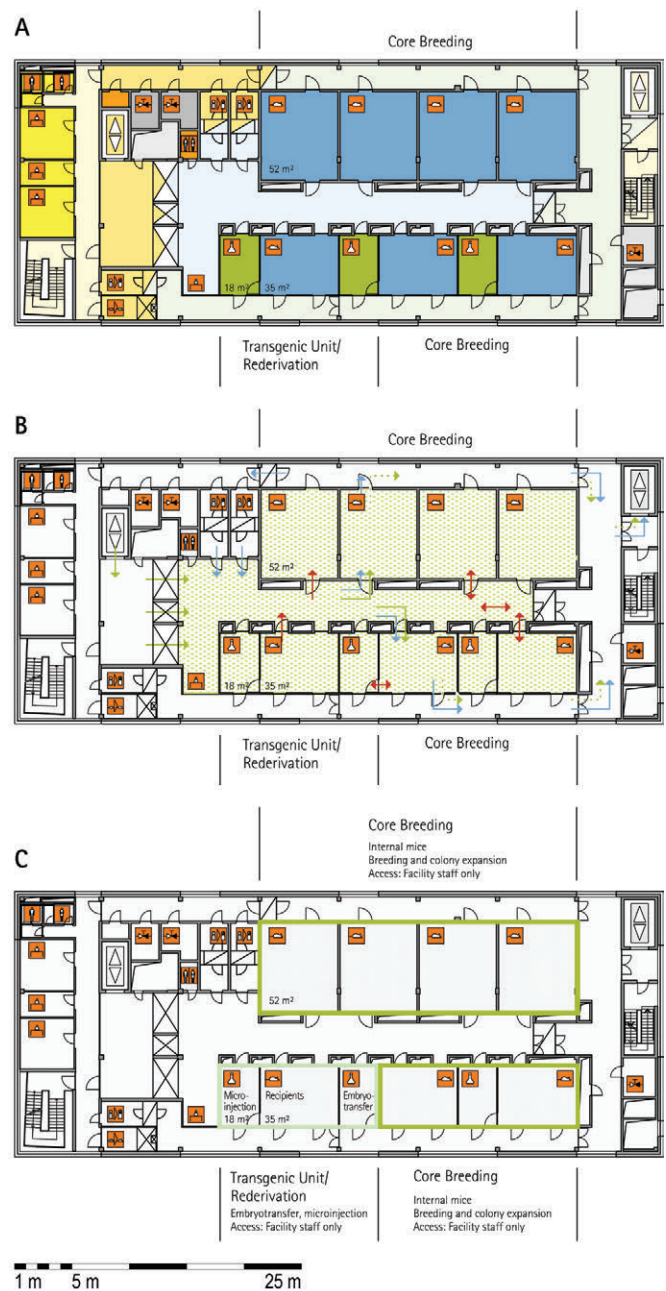 A
Core Breeding
52 m²
18 m²
35 m²
Transgenic Unit/
Rederivation
Core Breeding
B
Core Breeding
52 m²
18 m²
35 m²
Transgenic Unit/
Rederivation
Core Breeding
C
Core Breeding
Internal mice
Breeding and colony expansion
Access: Facility staff only
52 m²
Micro-
injection
18 m²
Recipients
35 m²
Embryo-
transfer
Transgenic Unit/
Rederivation
Embryotransfer, microinjection
Access: Facility staff only
Core Breeding
Internal mice
Breeding and colony expansion
Access: Facility staff only
1 m 5 m 25 m